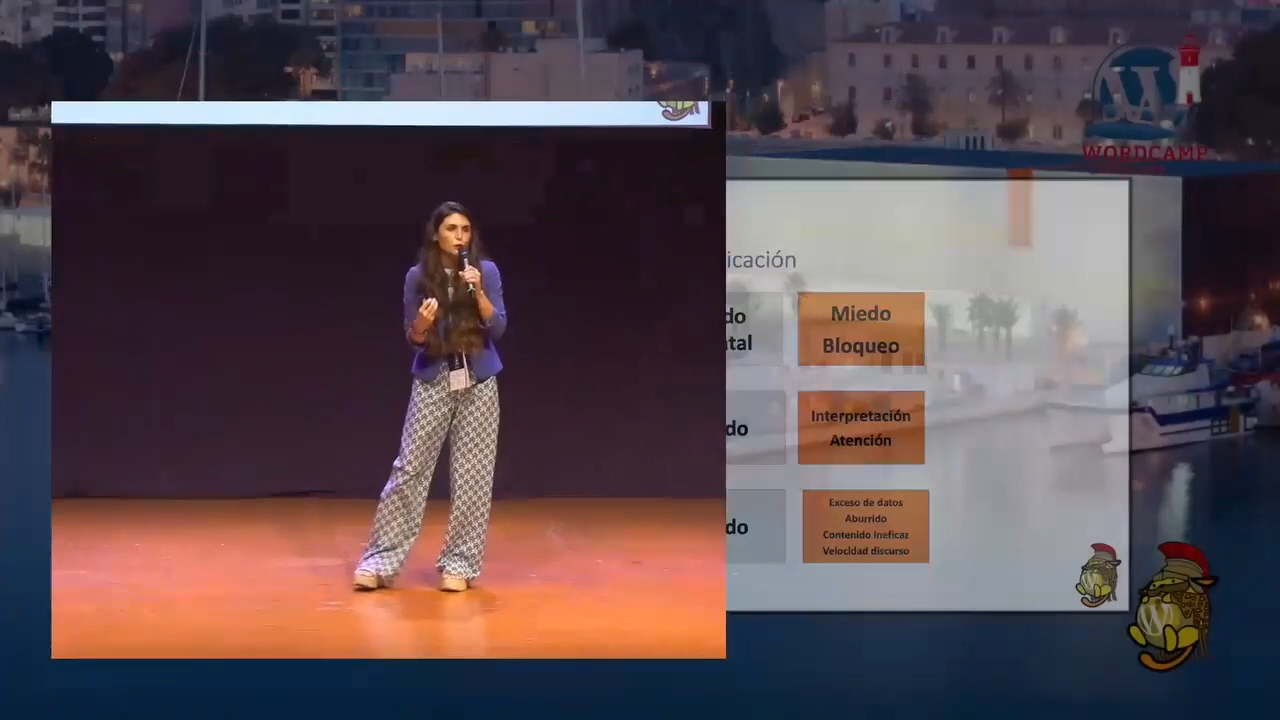 WORDCAMP
icación
do
tal
Miedo
Bloqueo
do
Interpretación
Atención
do
Exceso de datos
Aburrido
Contenido ineficaz
Velocidad discurso